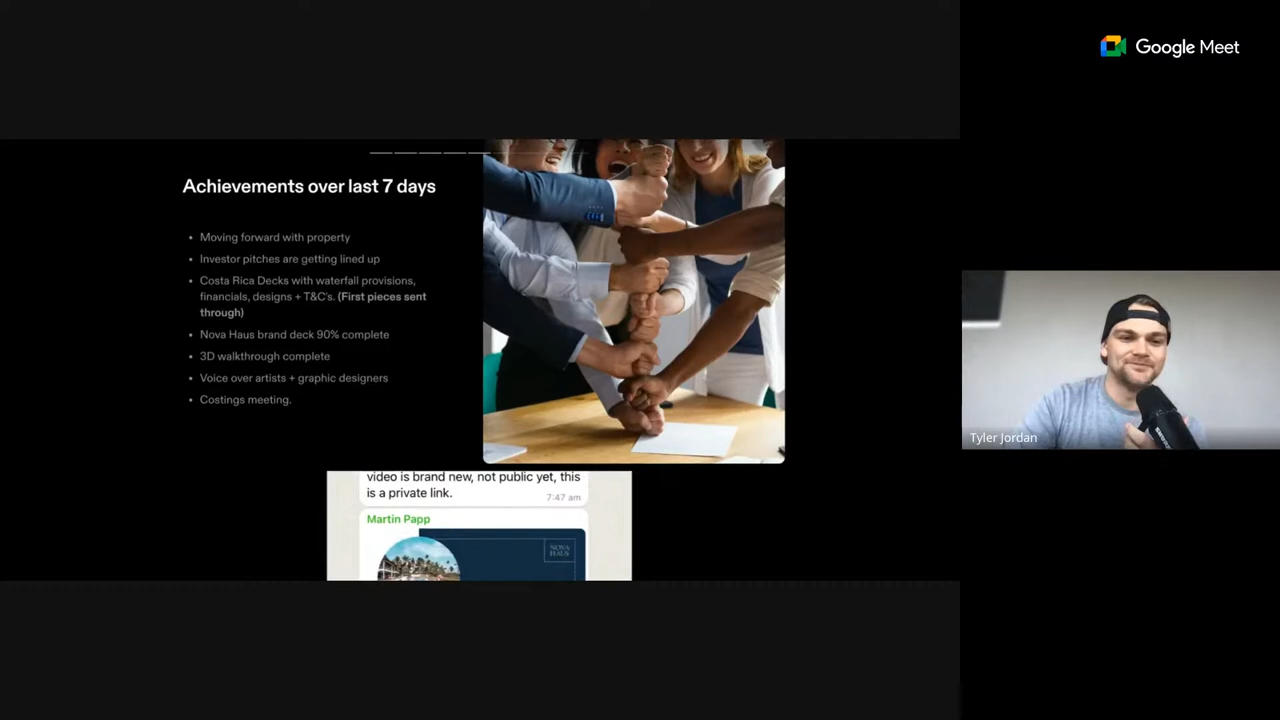 Google Meet
Achievements over last 7 days
• Moving forward with property
• Investor pitches are getting lined up
• Costa Rica Decks with waterfall provisions,
financials, designs + T&C's. (First pieces sent
through)
• Nova Haus brand deck 90% complete
• 3D walkthrough complete
• Voice over artists + graphic designers
• Costings meeting.
Tyler Jordan
video is brand new, not public yet, this
is a private link.
7:47 am
Martin Papp
NOVA
HAUS